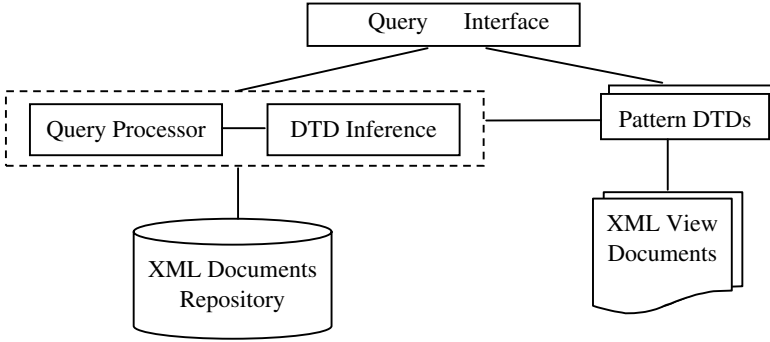 Query Interface
Query Processor
DTD Inference
Pattern DTDs
XML Documents
Repository
XML View
Documents